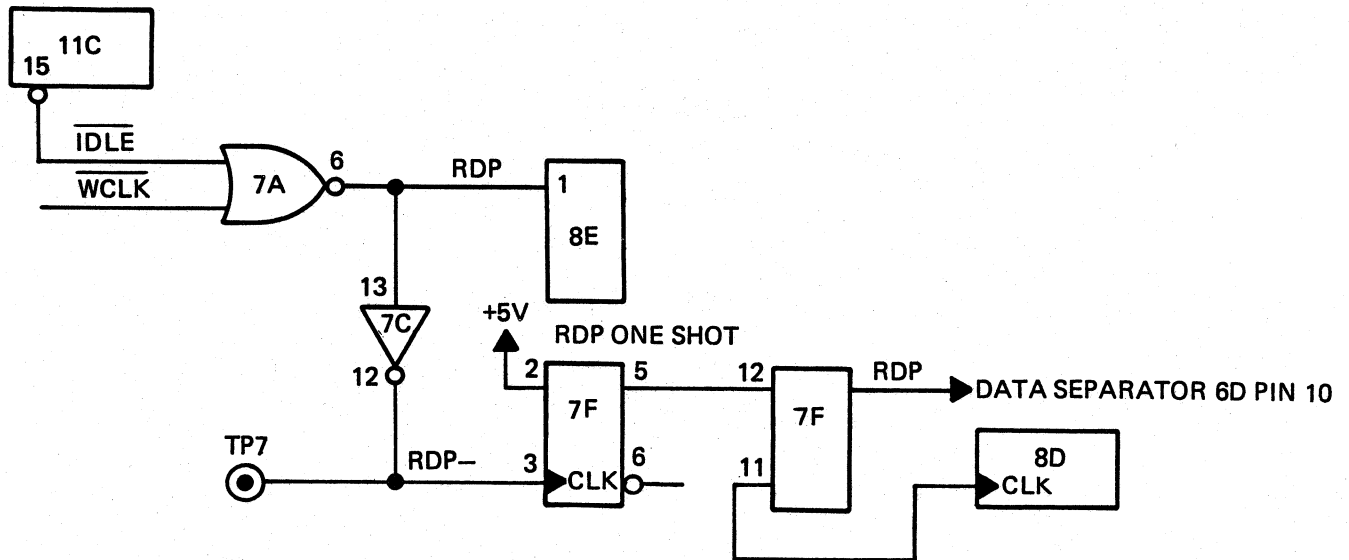 11C
15
IDLE
WCLK
7A
6
RDP
1
8E
13
7C
12
+5V
RDP ONE SHOT
2
5
7F
12
7F
RDP
DATA SEPARATOR 6D PIN 10
TP7
RDP–
3
CLK
6
11
8D
CLK